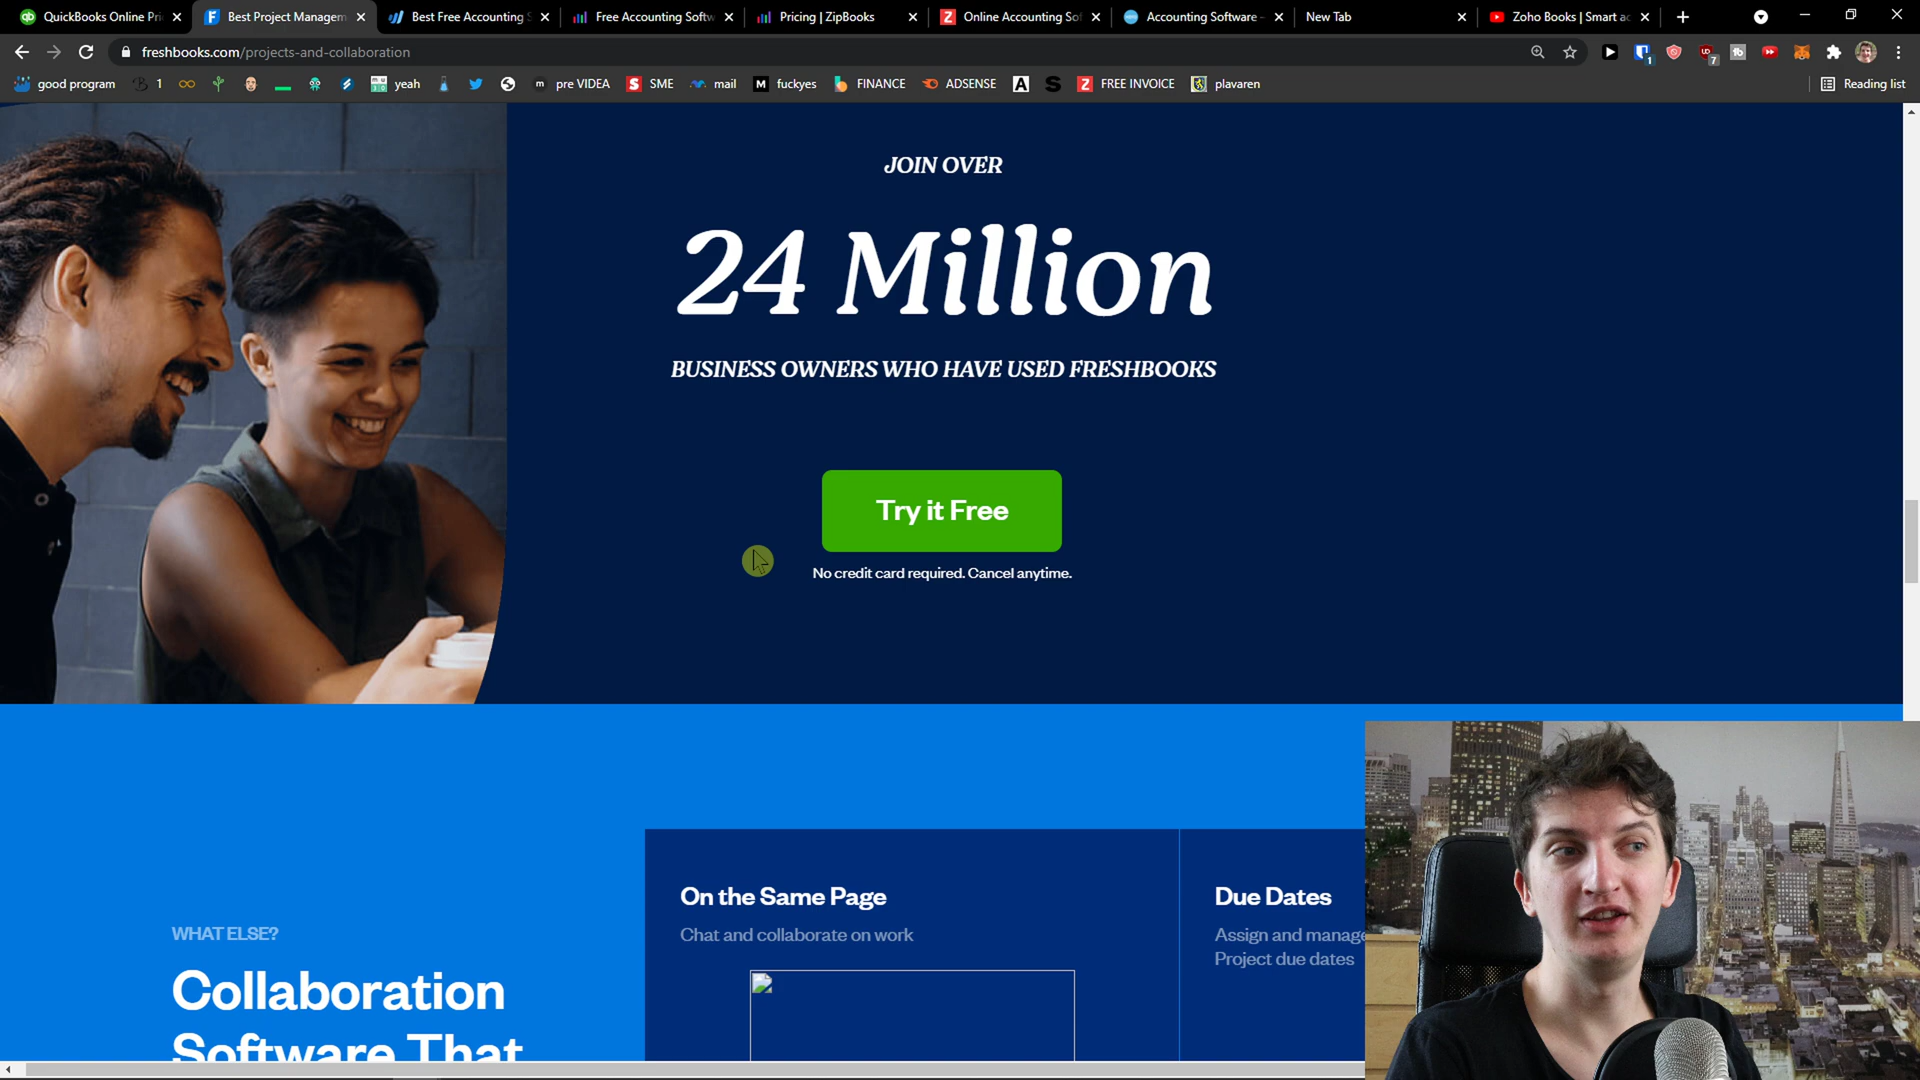 QuickBooks Online Pri
Best Project Managem
Best Free Accounting S
Free Accounting Softw
Pricing | ZipBooks
Online Accounting Sof
Accounting Software -
New Tab
Zoho Books | Smart ac
freshbooks.com/projects-and-collaboration
1
7
good program
1
yeah
pre VIDEA
SME
mail
fuckyes
FINANCE
ADSENSE
FREE INVOICE
plavaren
Reading list
JOIN OVER
24 Million
BUSINESS OWNERS WHO HAVE USED FRESHBOOKS
Try it Free
No credit card required. Cancel anytime.
On the Same Page
Chat and collaborate on work
Due Dates
Assign and manage
Project due dates
WHAT ELSE?
Collaboration
Software That